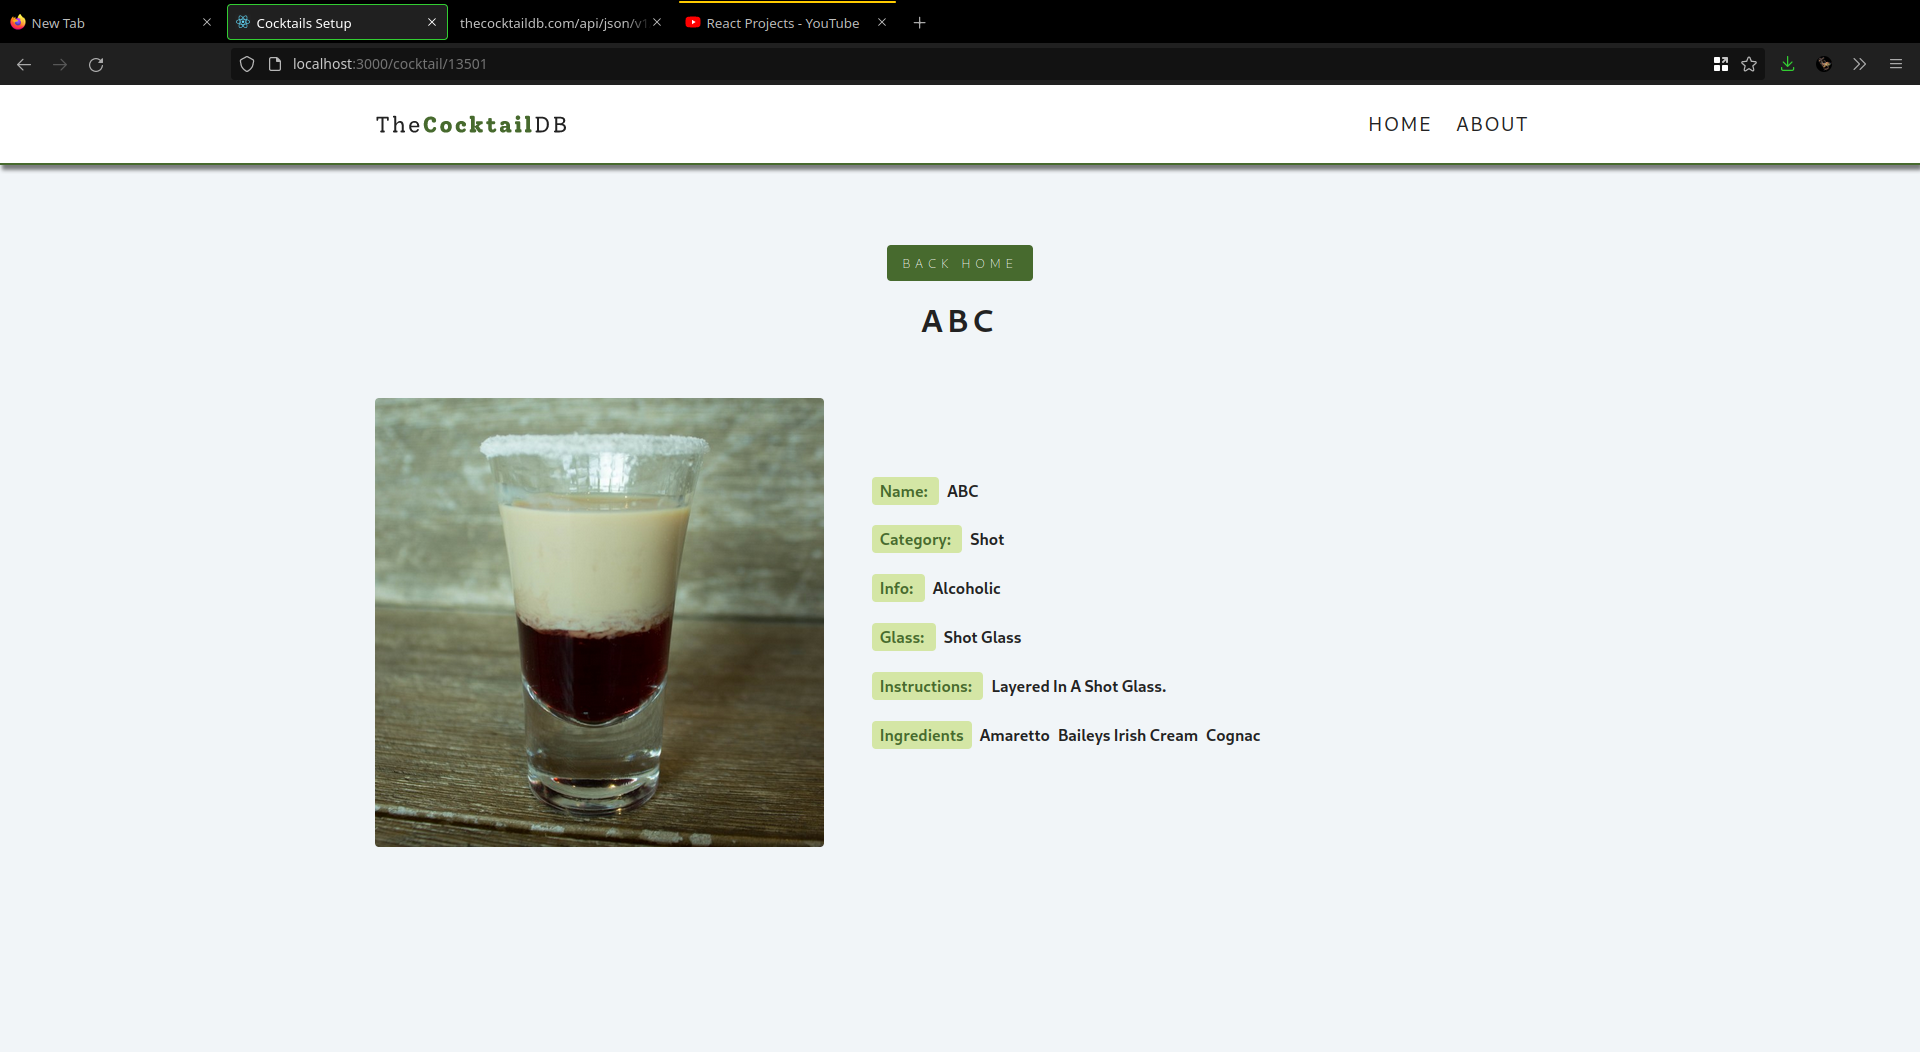 New Tab
Cocktails Setup
thecocktaildb.com/api/json/v1
React Projects - YouTube
localhost:3000/cocktail/13501
TheCocktailDB
HOME ABOUT
BACK HOME
ABC
Name: ABC
Category: Shot
Info: Alcoholic
Glass: Shot Glass
Instructions: Layered In A Shot Glass.
Ingredients Amaretto Baileys Irish Cream Cognac